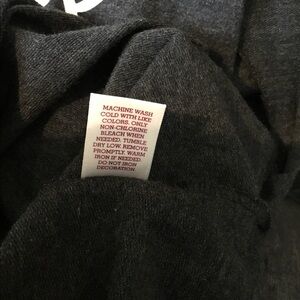 MACHINE WASH
COLD WITH LIKE
COLORS. ONLY
NON-CHLORINE
BLEACH WHEN
NEEDED. TUMBLE
DRY LOW. REMOVE
PROMPTLY. WARM
IRON IF NEEDED.
DO NOT IRON
DECORATION.